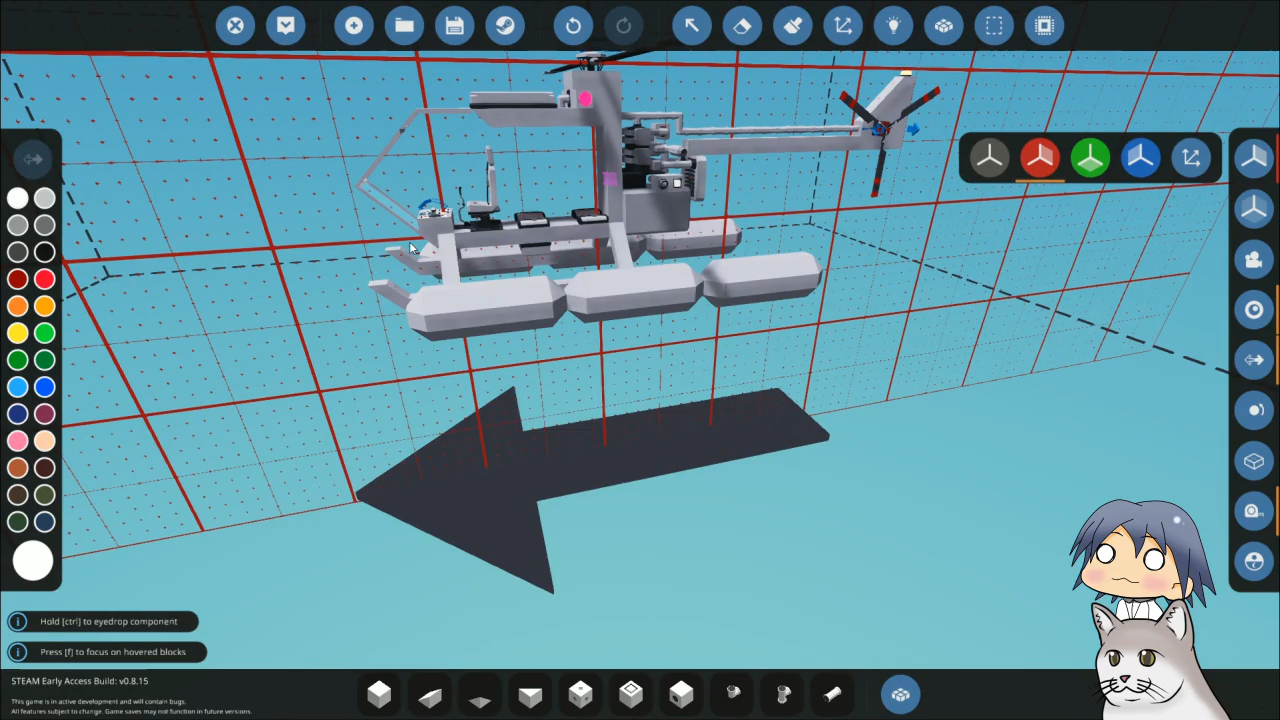 Hold [ctrl] to eyedrop component
Press [f] to focus on hovered blocks
STEAM Early Access Build: v0.8.15
This game is in active development and will contain bugs.
All features subject to change. Game saves may not function in future versions.